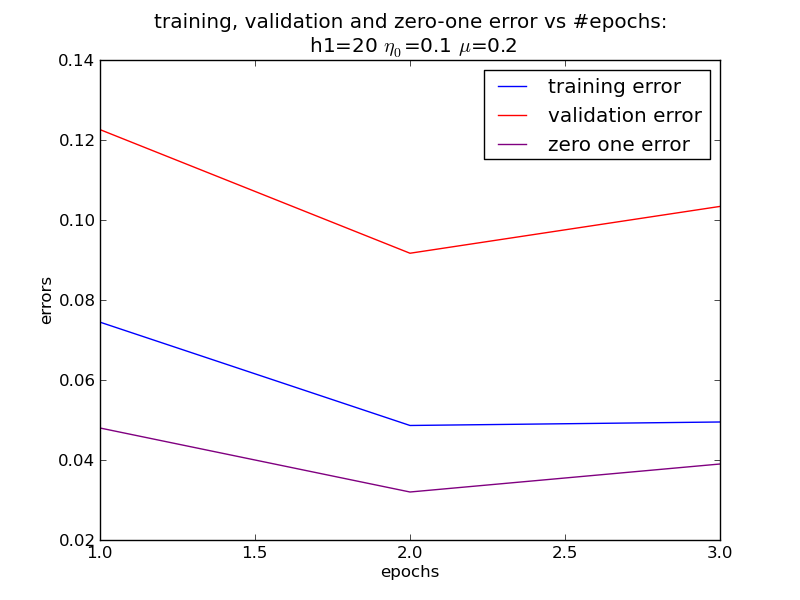 training, validation and zero-one error vs #epochs:
h1=20 η₀=0.1 μ=0.2
training error
validation error
zero one error
0.14
0.12
0.10
0.08
0.06
0.04
0.02
errors
1.0 1.5 2.0 2.5 3.0
epochs